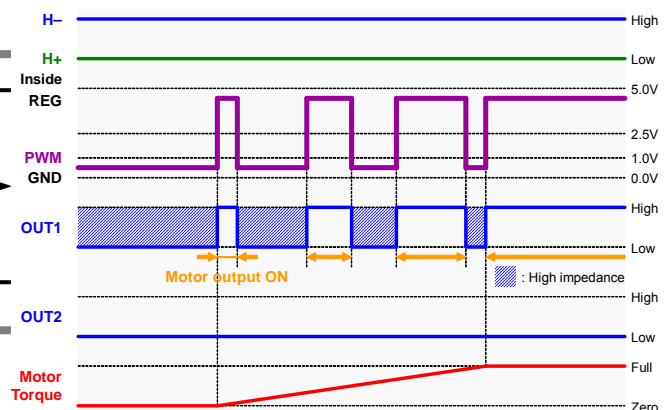 H– High
H+ Low
Inside
REG 5.0V
2.5V
PWM 1.0V
GND 0.0V
High
OUT1
Low
Motor output ON : High impedance
High
OUT2
Low
Full
Motor
Torque
Zero